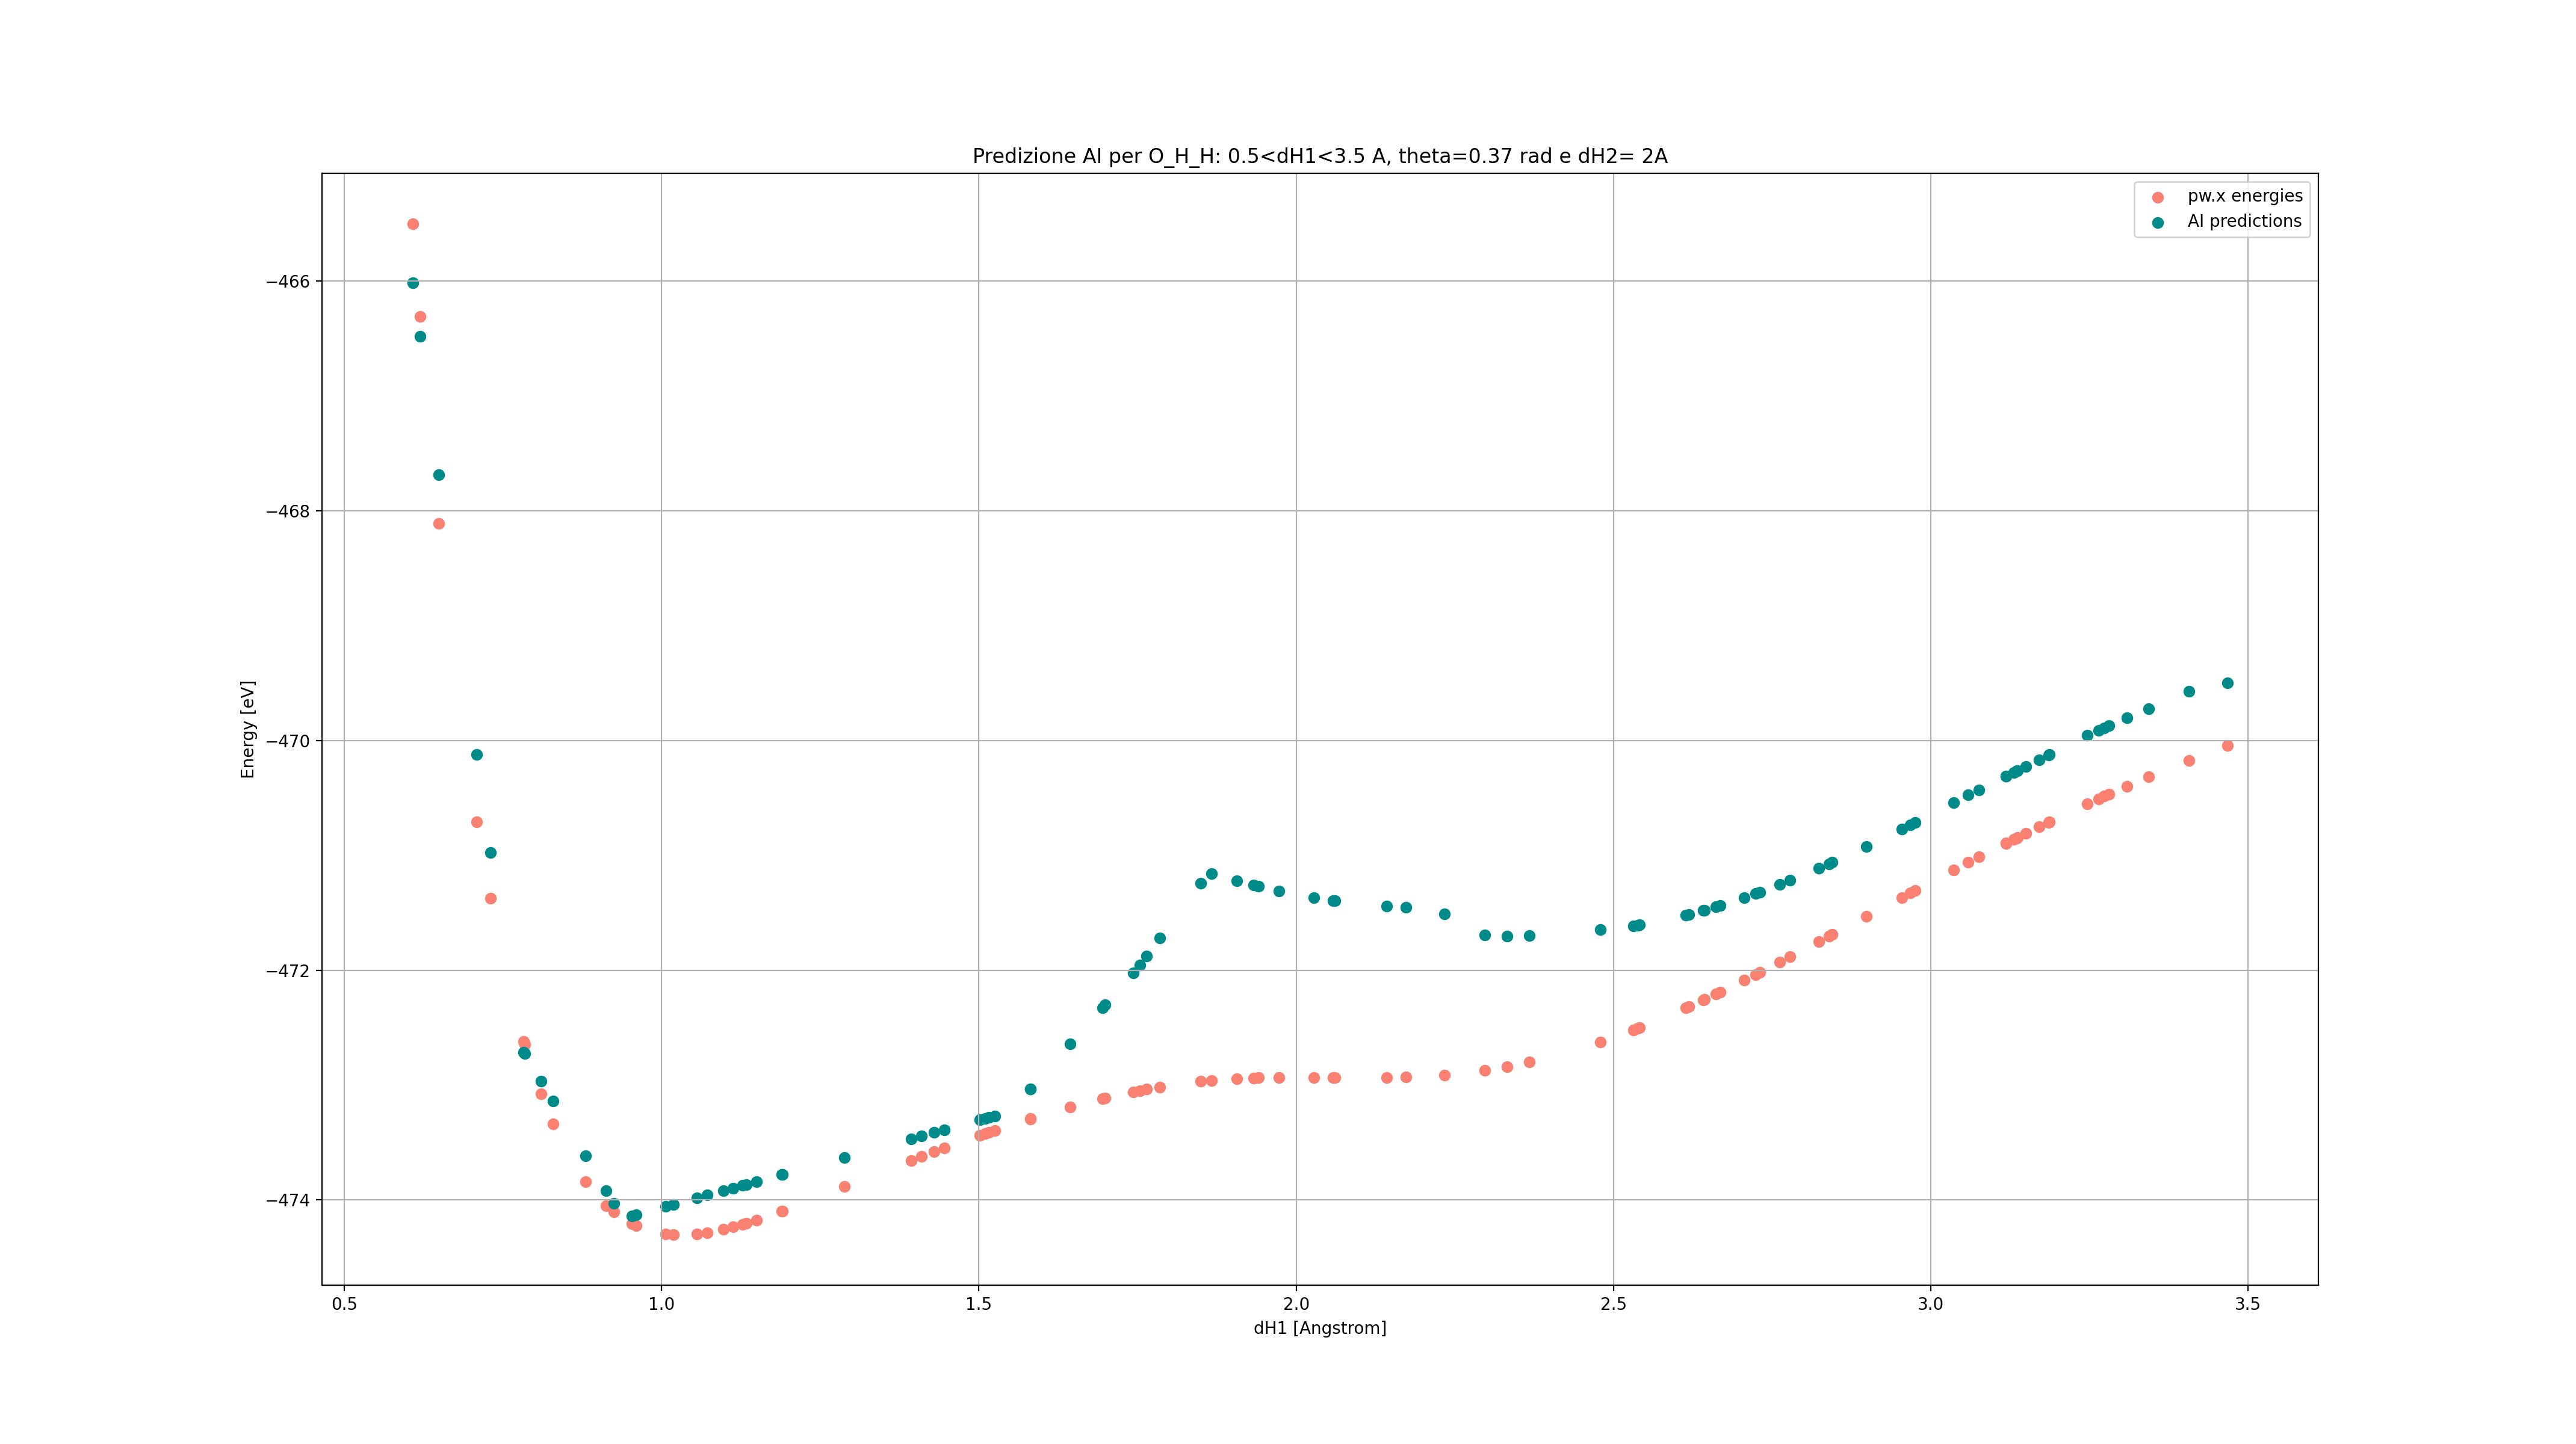 Predizione AI per O_H_H: 0.5<dH1<3.5 A, theta=0.37 rad e dH2= 2A
pw.x energies
AI predictions
−466
−468
−470
−472
−474
Energy [eV]
0.5 1.0 1.5 2.0 2.5 3.0 3.5
dH1 [Angstrom]